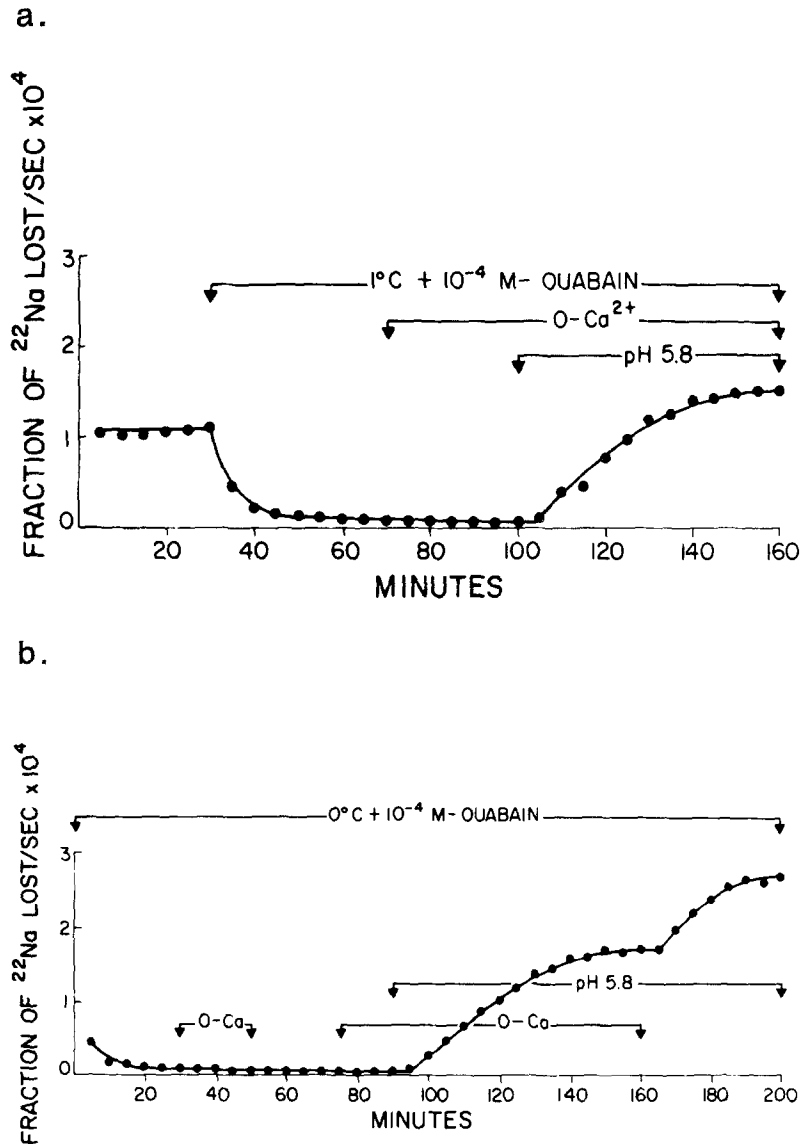 a.
FRACTION OF ²²Na LOST/SEC x10⁴
3
1°C + 10⁻⁴ M- OUABAIN
O-Ca²⁺
2
pH 5.8
1
0
20 40 60 80 100 120 140 160
MINUTES
b.
FRACTION OF ²²Na LOST/SEC x10⁴
0°C + 10⁻⁴ M- OUABAIN
3
2
pH 5.8
1
O-Ca O-Ca
0
20 40 60 80 100 120 140 160 180 200
MINUTES